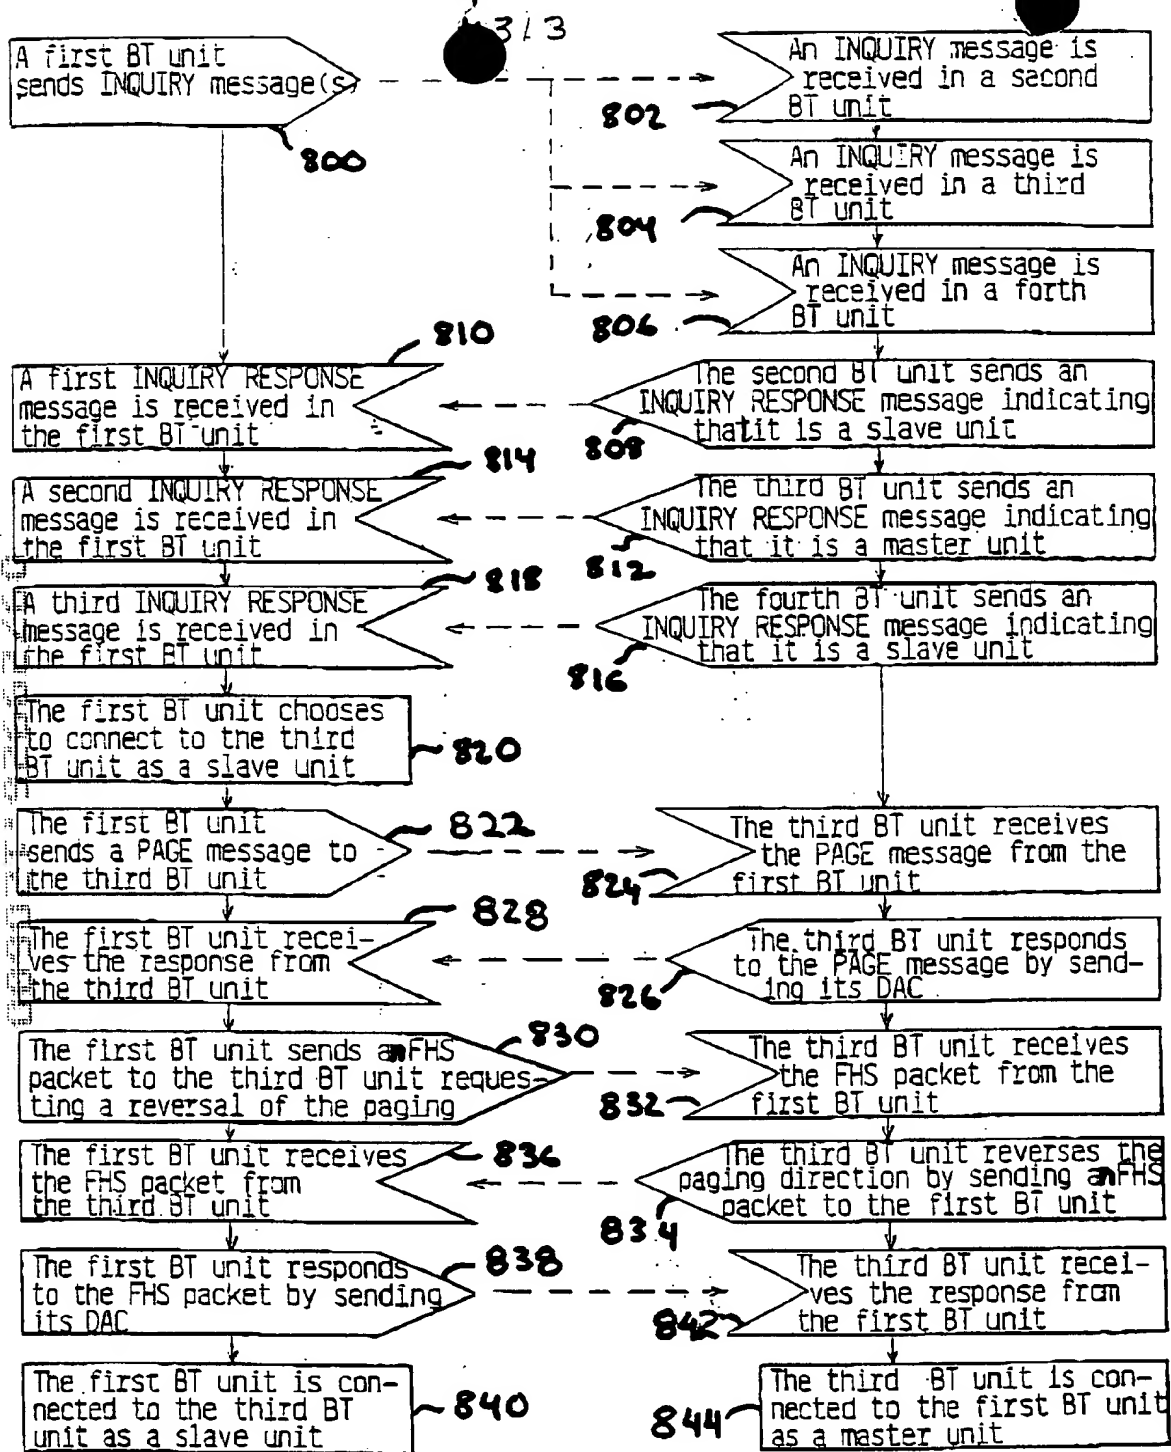 3/3
A first BT unit
sends INQUIRY message(s)
800
An INQUIRY message is
received in a second
BT unit
802
An INQUIRY message is
received in a third
BT unit
804
An INQUIRY message is
received in a forth
BT unit
806
810
A first INQUIRY RESPONSE
message is received in
the first BT unit
The second BT unit sends an
INQUIRY RESPONSE message indicating
that it is a slave unit
808
814
A second INQUIRY RESPONSE
message is received in
the first BT unit
The third BT unit sends an
INQUIRY RESPONSE message indicating
that it is a master unit
812
818
A third INQUIRY RESPONSE
message is received in
the first BT unit
The fourth BT unit sends an
INQUIRY RESPONSE message indicating
that it is a slave unit
816
The first BT unit chooses
to connect to the third
BT unit as a slave unit
820
The first BT unit
sends a PAGE message to
the third BT unit
822
The third BT unit receives
the PAGE message from the
first BT unit
824
828
The first BT unit recei-
ves the response from
the third BT unit
The third BT unit responds
to the PAGE message by send-
ing its DAC
826
The first BT unit sends an FHS
packet to the third BT unit reques-
ting a reversal of the paging
830
The third BT unit receives
the FHS packet from the
first BT unit
832
The first BT unit receives
the FHS packet from
the third BT unit
836
The third BT unit reverses the
paging direction by sending an FHS
packet to the first BT unit
834
The first BT unit responds
to the FHS packet by sending
its DAC
838
The third BT unit recei-
ves the response from
the first BT unit
842
The first BT unit is con-
nected to the third BT
unit as a slave unit
840
The third BT unit is con-
nected to the first BT unit
as a master unit
844